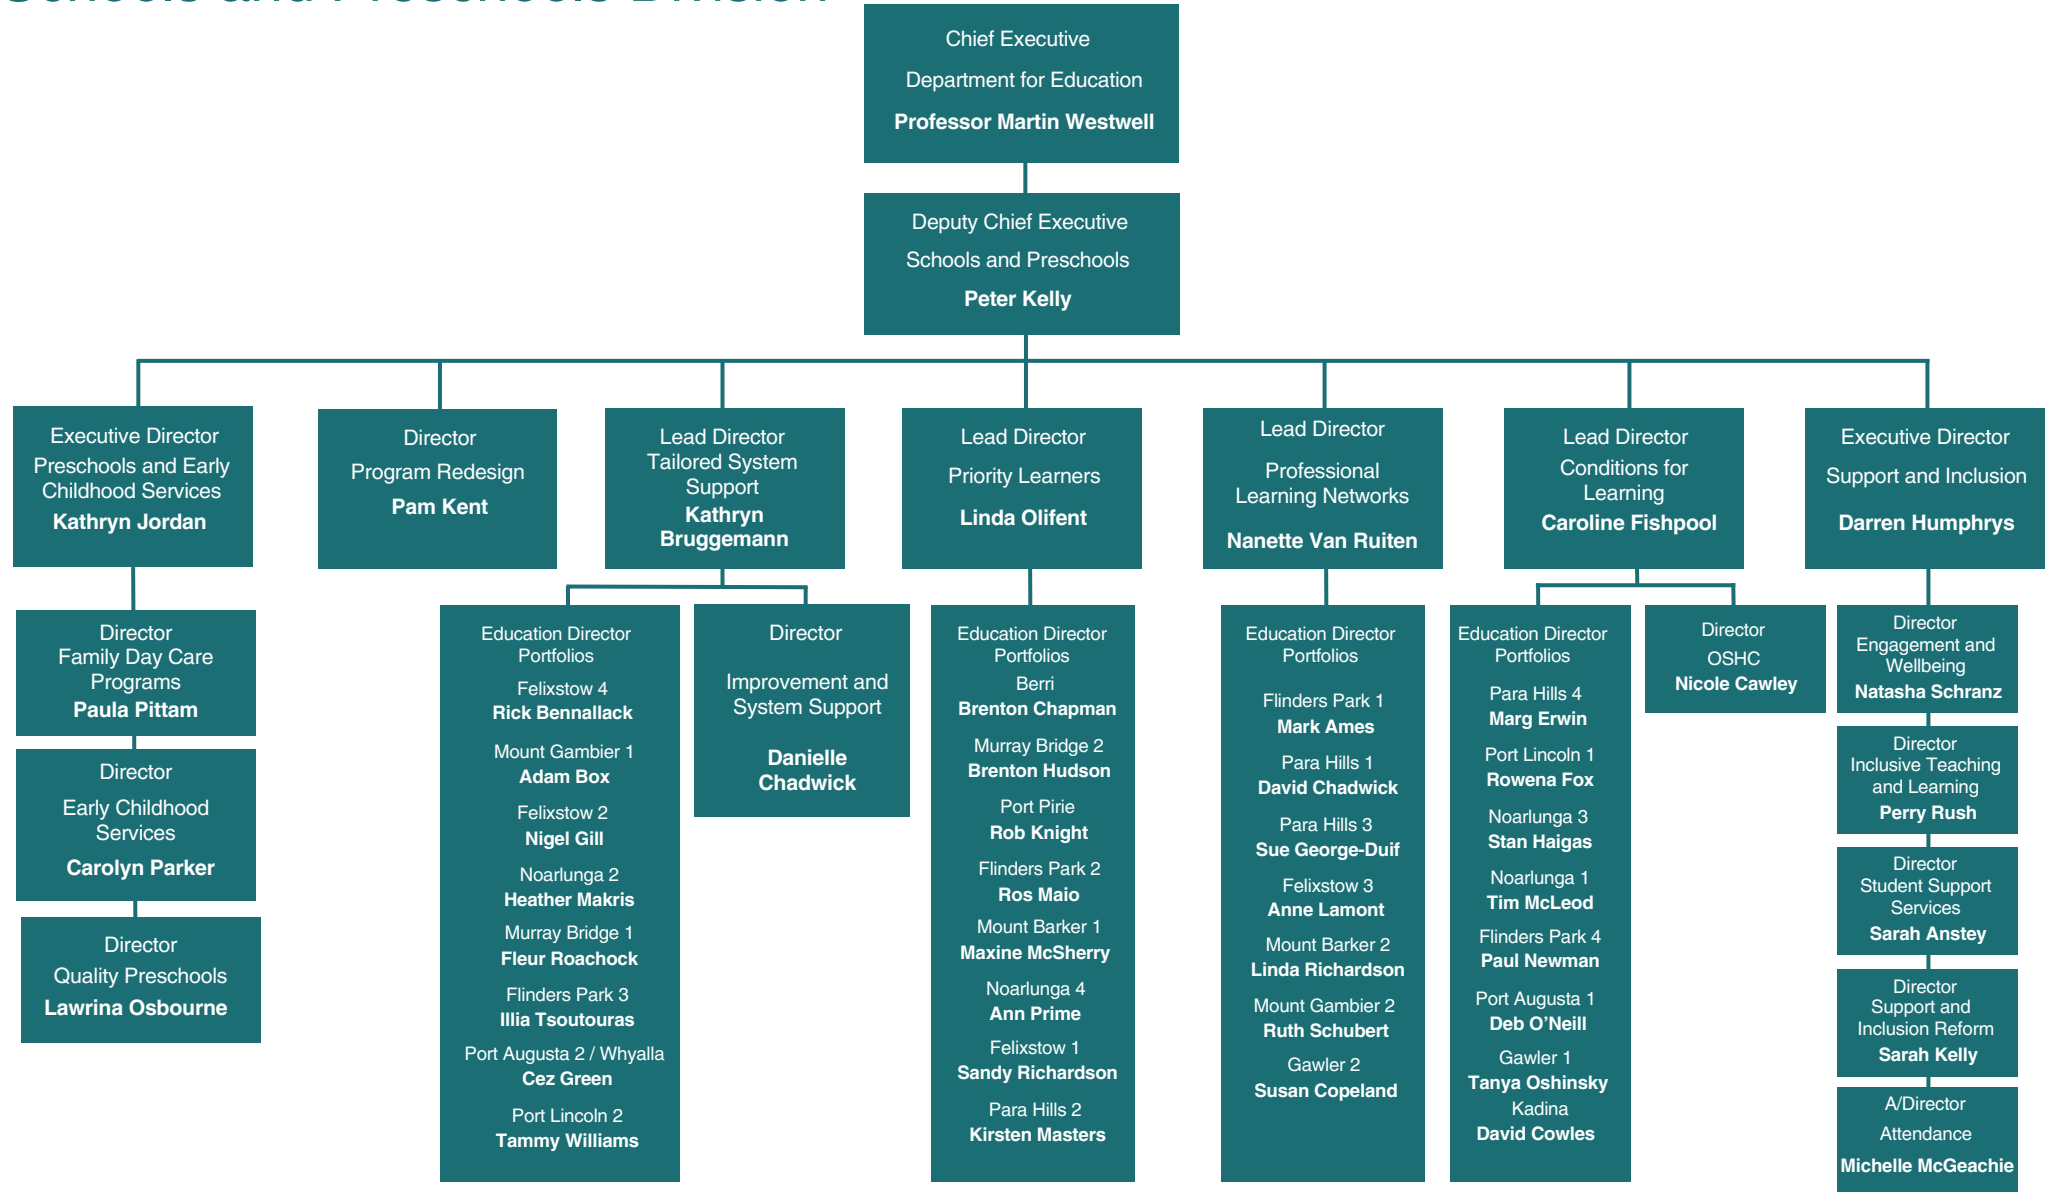 Schools and Preschools Division
Chief Executive
Department for Education
Professor Martin Westwell
Deputy Chief Executive
Schools and Preschools
Peter Kelly
Executive Director
Preschools and Early
Childhood Services
Kathryn Jordan
Director
Program Redesign
Pam Kent
Lead Director
Tailored System
Support
Kathryn
Bruggemann
Lead Director
Priority Learners
Linda Olifent
Lead Director
Professional
Learning Networks
Nanette Van Ruiten
Lead Director
Conditions for
Learning
Caroline Fishpool
Executive Director
Support and Inclusion
Darren Humphrys
Director
Family Day Care
Programs
Paula Pittam
Director
Early Childhood
Services
Carolyn Parker
Director
Quality Preschools
Lawrina Osbourne
Education Director
Portfolios
Felixstow 4
Rick Bennallack
Mount Gambier 1
Adam Box
Felixstow 2
Nigel Gill
Noarlunga 2
Heather Makris
Murray Bridge 1
Fleur Roachock
Flinders Park 3
Illia Tsoutouras
Port Augusta 2 / Whyalla
Cez Green
Port Lincoln 2
Tammy Williams
Director
Improvement and
System Support
Danielle
Chadwick
Education Director
Portfolios
Berri
Brenton Chapman
Murray Bridge 2
Brenton Hudson
Port Pirie
Rob Knight
Flinders Park 2
Ros Maio
Mount Barker 1
Maxine McSherry
Noarlunga 4
Ann Prime
Felixstow 1
Sandy Richardson
Para Hills 2
Kirsten Masters
Education Director
Portfolios
Flinders Park 1
Mark Ames
Para Hills 1
David Chadwick
Para Hills 3
Sue George-Duif
Felixstow 3
Anne Lamont
Mount Barker 2
Linda Richardson
Mount Gambier 2
Ruth Schubert
Gawler 2
Susan Copeland
Education Director
Portfolios
Para Hills 4
Marg Erwin
Port Lincoln 1
Rowena Fox
Noarlunga 3
Stan Haigas
Noarlunga 1
Tim McLeod
Flinders Park 4
Paul Newman
Port Augusta 1
Deb O’Neill
Gawler 1
Tanya Oshinsky
Kadina
David Cowles
Director
OSHC
Nicole Cawley
Director
Engagement and
Wellbeing
Natasha Schranz
Director
Inclusive Teaching
and Learning
Perry Rush
Director
Student Support
Services
Sarah Anstey
Director
Support and
Inclusion Reform
Sarah Kelly
A/Director
Attendance
Michelle McGeachie